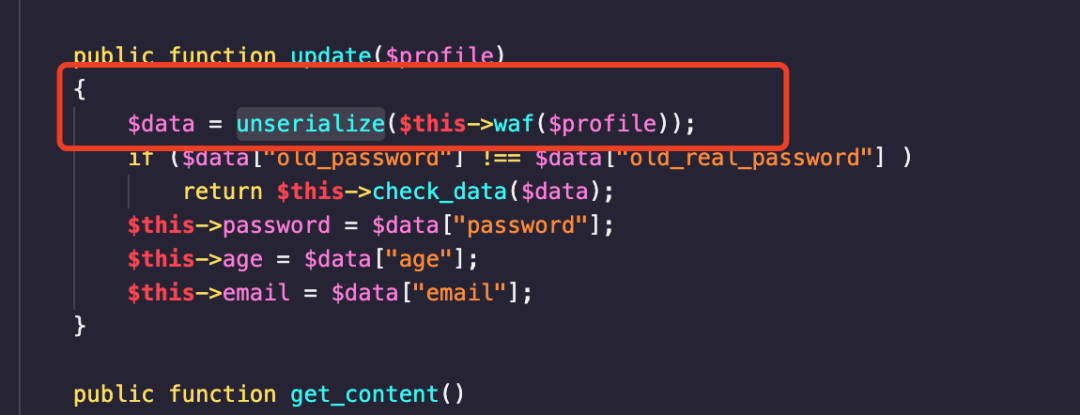 public function update($profile)
{
$data = unserialize($this->waf($profile));
if ($data["old_password"] !== $data["old_real_password"] )
return $this->check_data($data);
$this->password = $data["password"];
$this->age = $data["age"];
$this->email = $data["email"];
}
public function get_content()